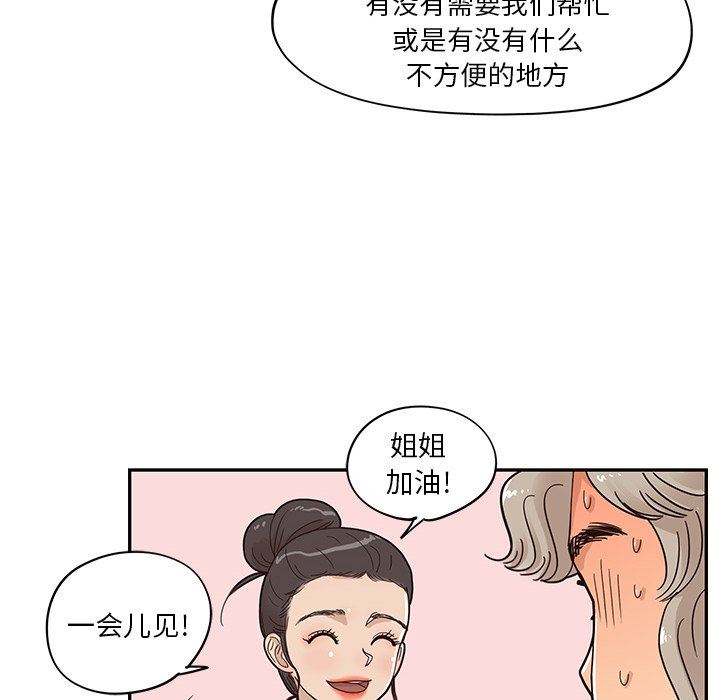 有没有需要我们帮忙
或是有没有什么
不方便的地方
姐姐
加油!
一会儿见!